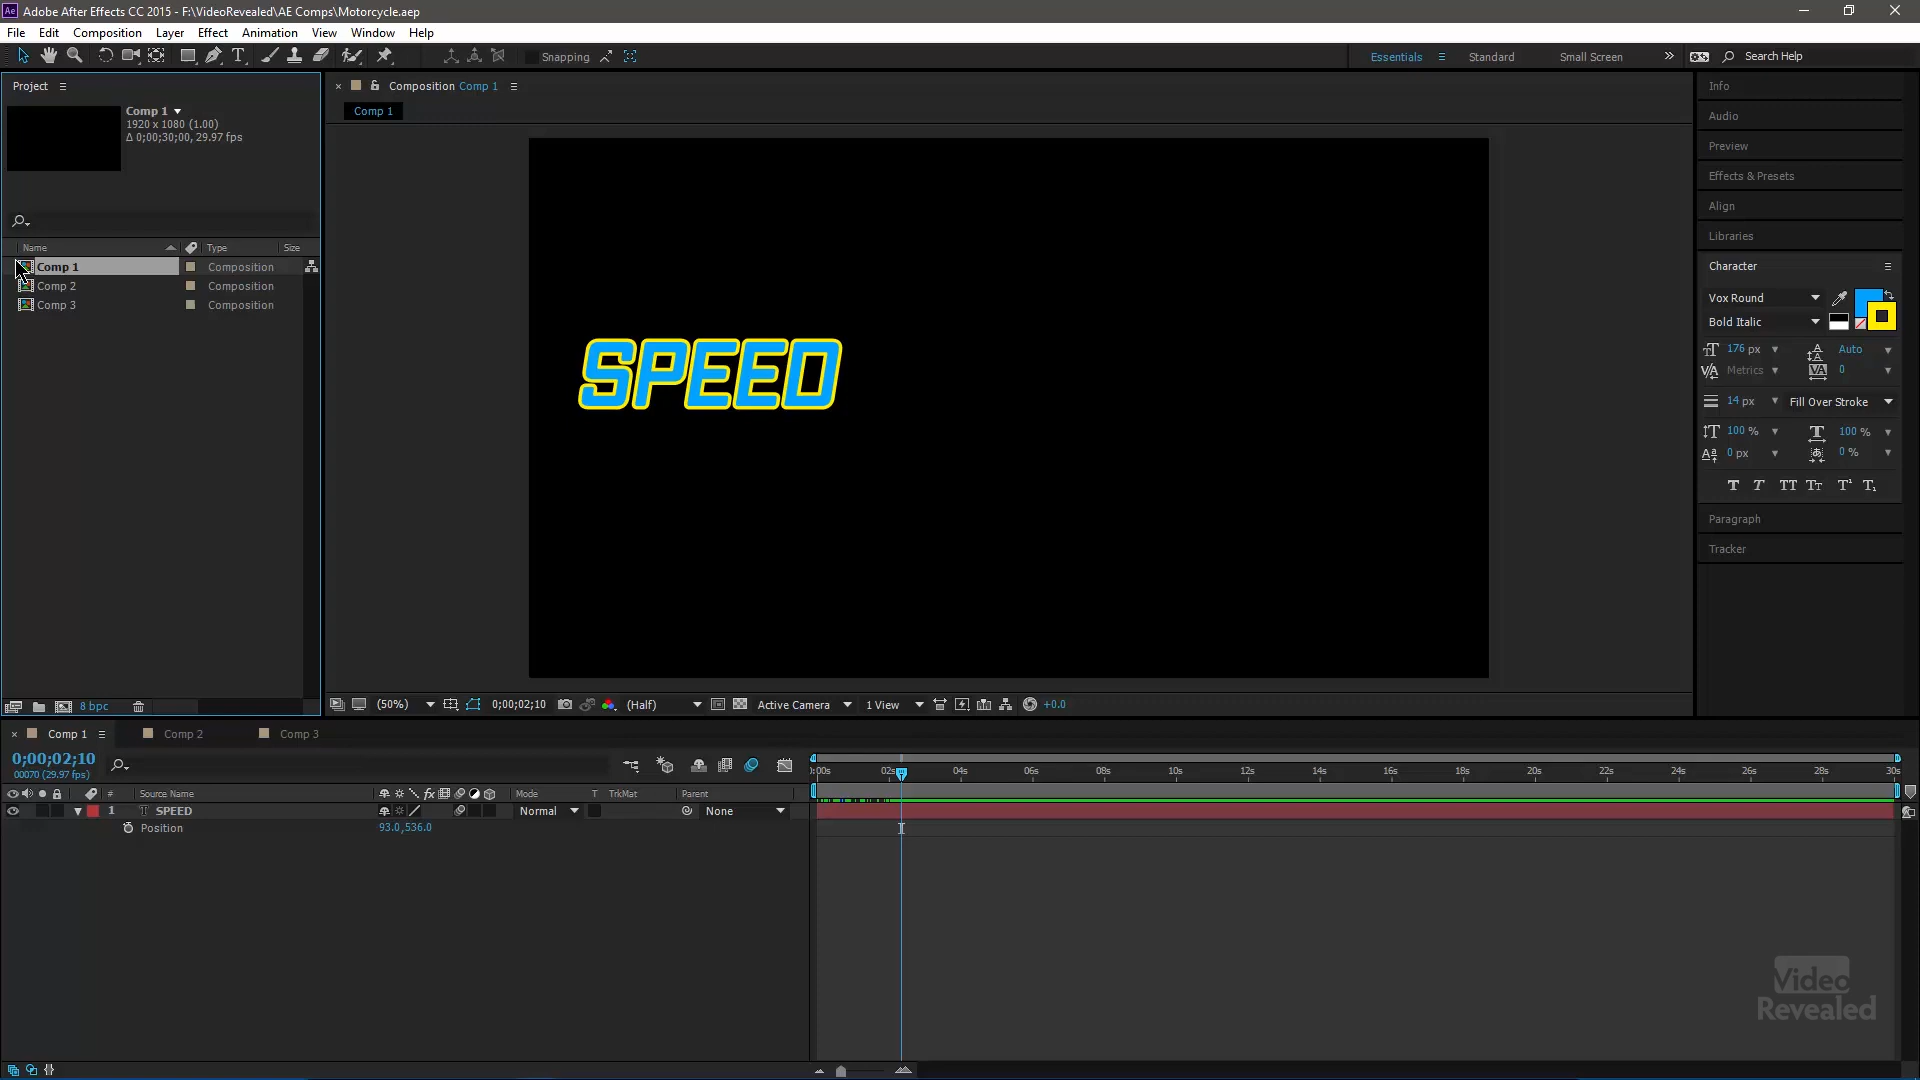 Ae Adobe After Effects CC 2015 - F:\VideoRevealed\AE Comps\Motorcycle.aep
File Edit Composition Layer Effect Animation View Window Help
Snapping Essentials Standard Small Screen Search Help
Project
Comp 1
1920 x 1080 (1.00)
Δ 0;00;30;00, 29.97 fps
Name Type Size
Comp 1 Composition
Comp 2 Composition
Comp 3 Composition
8 bpc
Composition Comp 1
Comp 1
SPEED
(50%) 0;00;02;10 (Half) Active Camera 1 View +0.0
Info
Audio
Preview
Effects & Presets
Align
Libraries
Character
Vox Round
Bold Italic
176 px Auto
Metrics 0
14 px Fill Over Stroke
100 % 100 %
0 px 0 %
T T TT Tt T¹ T₁
Paragraph
Tracker
Comp 1 Comp 2 Comp 3
0;00;02;10
00070 (29.97 fps)
:00s 02s 04s 06s 08s 10s 12s 14s 16s 18s 20s 22s 24s 26s 28s 30s
# Source Name fx Mode T TrkMat Parent
1 T SPEED Normal None
Position 93.0,536.0
Video
Revealed